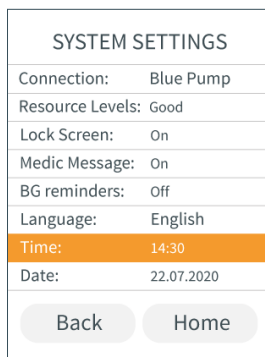 SYSTEM SETTINGS
Connection: Blue Pump
Resource Levels: Good
Lock Screen: On
Medic Message: On
BG reminders: Off
Language: English
Time: 14:30
Date: 22.07.2020
Back Home